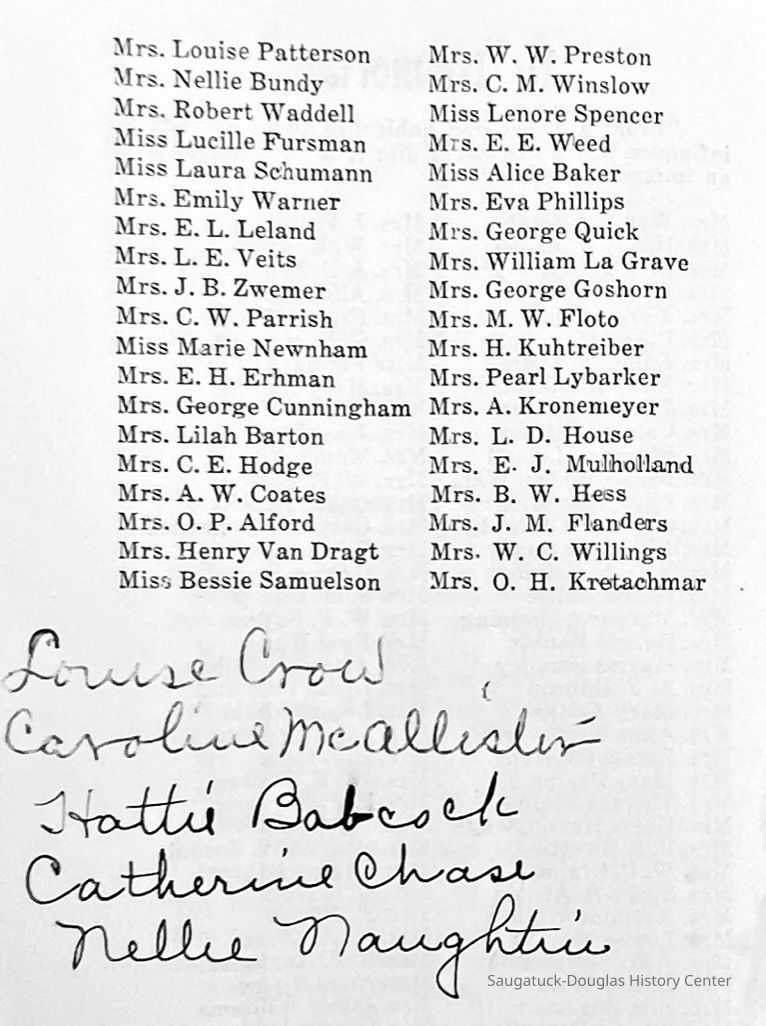 Mrs. Louise Patterson
Mrs. Nellie Bundy
Mrs. Robert Waddell
Miss Lucille Fursman
Miss Laura Schumann
Mrs. Emily Warner
Mrs. E. L. Leland
Mrs. L. E. Veits
Mrs. J. B. Zwemer
Mrs. C. W. Parrish
Miss Marie Newnham
Mrs. E. H. Erhman
Mrs. George Cunningham
Mrs. Lilah Barton
Mrs. C. E. Hodge
Mrs. A. W. Coates
Mrs. O. P. Alford
Mrs. Henry Van Dragt
Miss Bessie Samuelson
Mrs. W. W. Preston
Mrs. C. M. Winslow
Miss Lenore Spencer
Mrs. E. E. Weed
Miss Alice Baker
Mrs. Eva Phillips
Mrs. George Quick
Mrs. William La Grave
Mrs. George Goshorn
Mrs. M. W. Floto
Mrs. H. Kuhtreiber
Mrs. Pearl Lybarker
Mrs. A. Kronemeyer
Mrs. L. D. House
Mrs. E. J. Mulholland
Mrs. B. W. Hess
Mrs. J. M. Flanders
Mrs. W. C. Willings
Mrs. O. H. Kretachmar
Louise Crow
Caroline McAllister
Hattie Babcock
Catherine Chase
Nellie Naughtin
Saugatuck-Douglas History Center